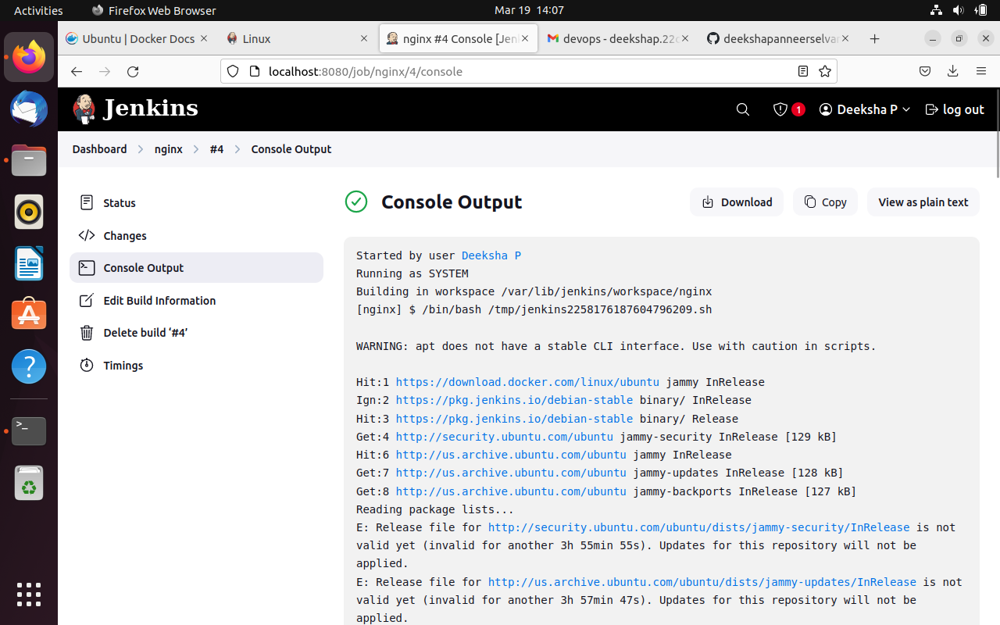 Activities
Firefox Web Browser
Mar 19 14:07
Ubuntu | Docker Docs
Linux
nginx #4 Console [Jen
devops - deekshap.22c
deekshapanneerselvar
localhost:8080/job/nginx/4/console
Jenkins
1
Deeksha P
log out
Dashboard
nginx
#4
Console Output
Status
Changes
Console Output
Edit Build Information
Delete build ‘#4’
Timings
Console Output
Download
Copy
View as plain text
Started by user Deeksha P
Running as SYSTEM
Building in workspace /var/lib/jenkins/workspace/nginx
[nginx] $ /bin/bash /tmp/jenkins2258176187604796209.sh
WARNING: apt does not have a stable CLI interface. Use with caution in scripts.
Hit:1 https://download.docker.com/linux/ubuntu jammy InRelease
Ign:2 https://pkg.jenkins.io/debian-stable binary/ InRelease
Hit:3 https://pkg.jenkins.io/debian-stable binary/ Release
Get:4 http://security.ubuntu.com/ubuntu jammy-security InRelease [129 kB]
Hit:6 http://us.archive.ubuntu.com/ubuntu jammy InRelease
Get:7 http://us.archive.ubuntu.com/ubuntu jammy-updates InRelease [128 kB]
Get:8 http://us.archive.ubuntu.com/ubuntu jammy-backports InRelease [127 kB]
Reading package lists...
E: Release file for http://security.ubuntu.com/ubuntu/dists/jammy-security/InRelease is not
valid yet (invalid for another 3h 55min 55s). Updates for this repository will not be
applied.
E: Release file for http://us.archive.ubuntu.com/ubuntu/dists/jammy-updates/InRelease is not
valid yet (invalid for another 3h 57min 47s). Updates for this repository will not be
applied.